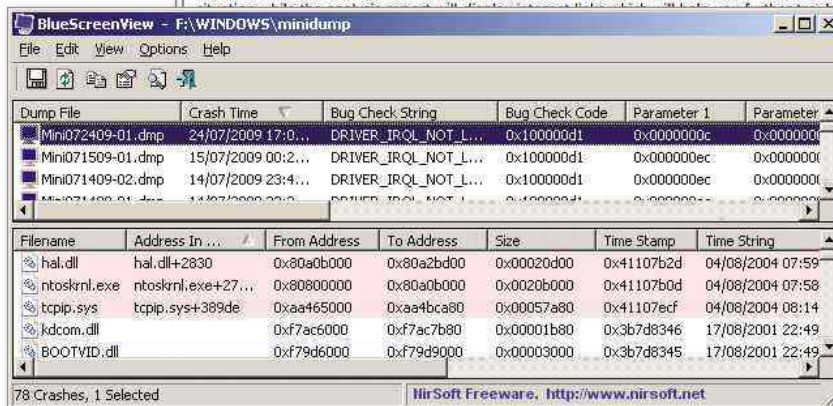 BlueScreenView - F:\WINDOWS\minidump
File Edit View Options Help
Dump File Crash Time Bug Check String Bug Check Code Parameter 1 Parameter
Mini072409-01.dmp 24/07/2009 17:0... DRIVER_IRQL_NOT_L... 0x100000d1 0x0000000c 0x0000000
Mini071509-01.dmp 15/07/2009 00:2... DRIVER_IRQL_NOT_L... 0x100000d1 0x000000ec 0x0000000
Mini071409-02.dmp 14/07/2009 23:4... DRIVER_IRQL_NOT_L... 0x100000d1 0x000000ec 0x0000000
Filename Address In ... From Address To Address Size Time Stamp Time String
hal.dll hal.dll+2830 0x80a0b000 0x80a2bd00 0x00020d00 0x41107b2d 04/08/2004 07:59
ntoskrnl.exe ntoskrnl.exe+27... 0x80800000 0x80a0b000 0x0020b000 0x41107b0d 04/08/2004 07:58
tcpip.sys tcpip.sys+389de 0xaa465000 0xaa4bca80 0x00057a80 0x41107ecf 04/08/2004 08:14
kdcom.dll 0xf7ac6000 0xf7ac7b80 0x00001b80 0x3b7d8346 17/08/2001 22:49
BOOTVID.dll 0xf79d6000 0xf79d9000 0x00003000 0x3b7d8345 17/08/2001 22:49
78 Crashes, 1 Selected NirSoft Freeware. http://www.nirsoft.net